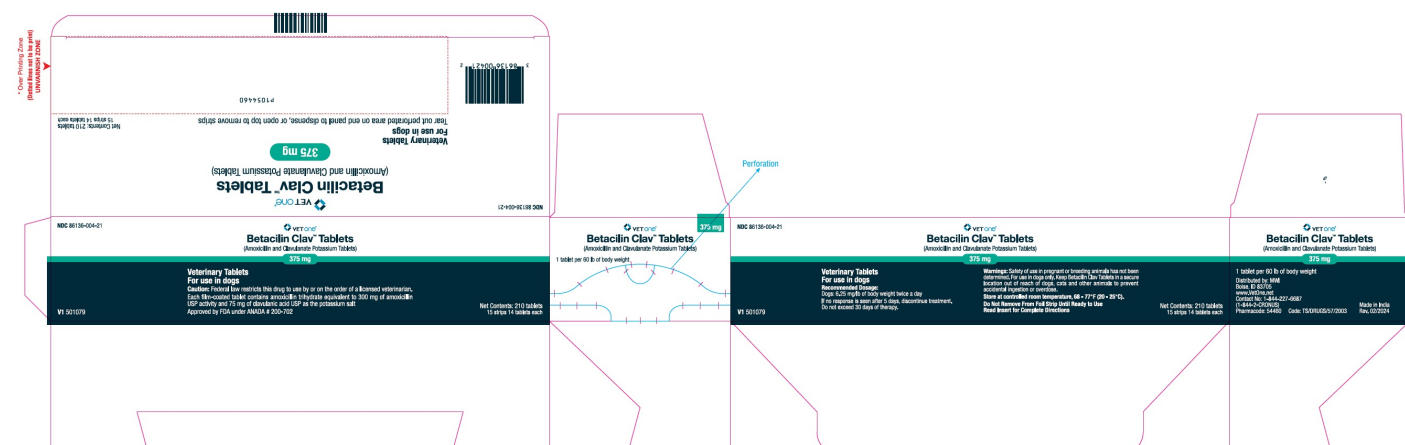 * Over Printing Zone
(Dotted lines not to be print)
UNVARNISH ZONE
3 86136-00421 2
P1054460
Tear out perforated area on end panel to dispense, or open top to remove strips
Net Contents: 210 tablets
15 strips 14 tablets each
Veterinary Tablets
For use in dogs
375 mg
(Amoxicillin and Clavulanate Potassium Tablets)
Betacilin Clav™ Tablets
VET one®
NDC 86136-004-21
NDC 86136-004-21
VET one®
Betacilin Clav™ Tablets
(Amoxicillin and Clavulanate Potassium Tablets)
375 mg
Veterinary Tablets
For use in dogs
Caution: Federal law restricts this drug to use by or on the order of a licensed veterinarian.
Each film-coated tablet contains amoxicillin trihydrate equivalent to 300 mg of amoxicillin
USP activity and 75 mg of clavulanic acid USP as the potassium salt
Approved by FDA under ANADA # 200-702
V1 501079
Net Contents: 210 tablets
15 strips 14 tablets each
Perforation
375 mg
VET one®
Betacilin Clav™ Tablets
(Amoxicillin and Clavulanate Potassium Tablets)
1 tablet per 60 lb of body weight
NDC 86136-004-21
VET one®
Betacilin Clav™ Tablets
(Amoxicillin and Clavulanate Potassium Tablets)
375 mg
Veterinary Tablets
For use in dogs
Recommended Dosage:
Dogs: 6.25 mg/lb of body weight twice a day
If no response is seen after 5 days, discontinue treatment.
Do not exceed 30 days of therapy.
V1 501079
Warnings: Safety of use in pregnant or breeding animals has not been
determined. For use in dogs only. Keep Betacilin Clav Tablets in a secure
location out of reach of dogs, cats and other animals to prevent
accidental ingestion or overdose.
Store at controlled room temperature, 68 - 77°F (20 - 25°C).
Do Not Remove From Foil Strip Until Ready to Use
Read Insert for Complete Directions
Net Contents: 210 tablets
15 strips 14 tablets each
VET one®
Betacilin Clav™ Tablets
(Amoxicillin and Clavulanate Potassium Tablets)
375 mg
1 tablet per 60 lb of body weight
Distributed by: MWI
Boise, ID 83705
www.VetOne.net
Contact No: 1-844-227-6687
(1-844-2-CRONUS)
Pharmacode: 54460 Code: TS/DRUGS/57/2003
Made in India
Rev. 02/2024